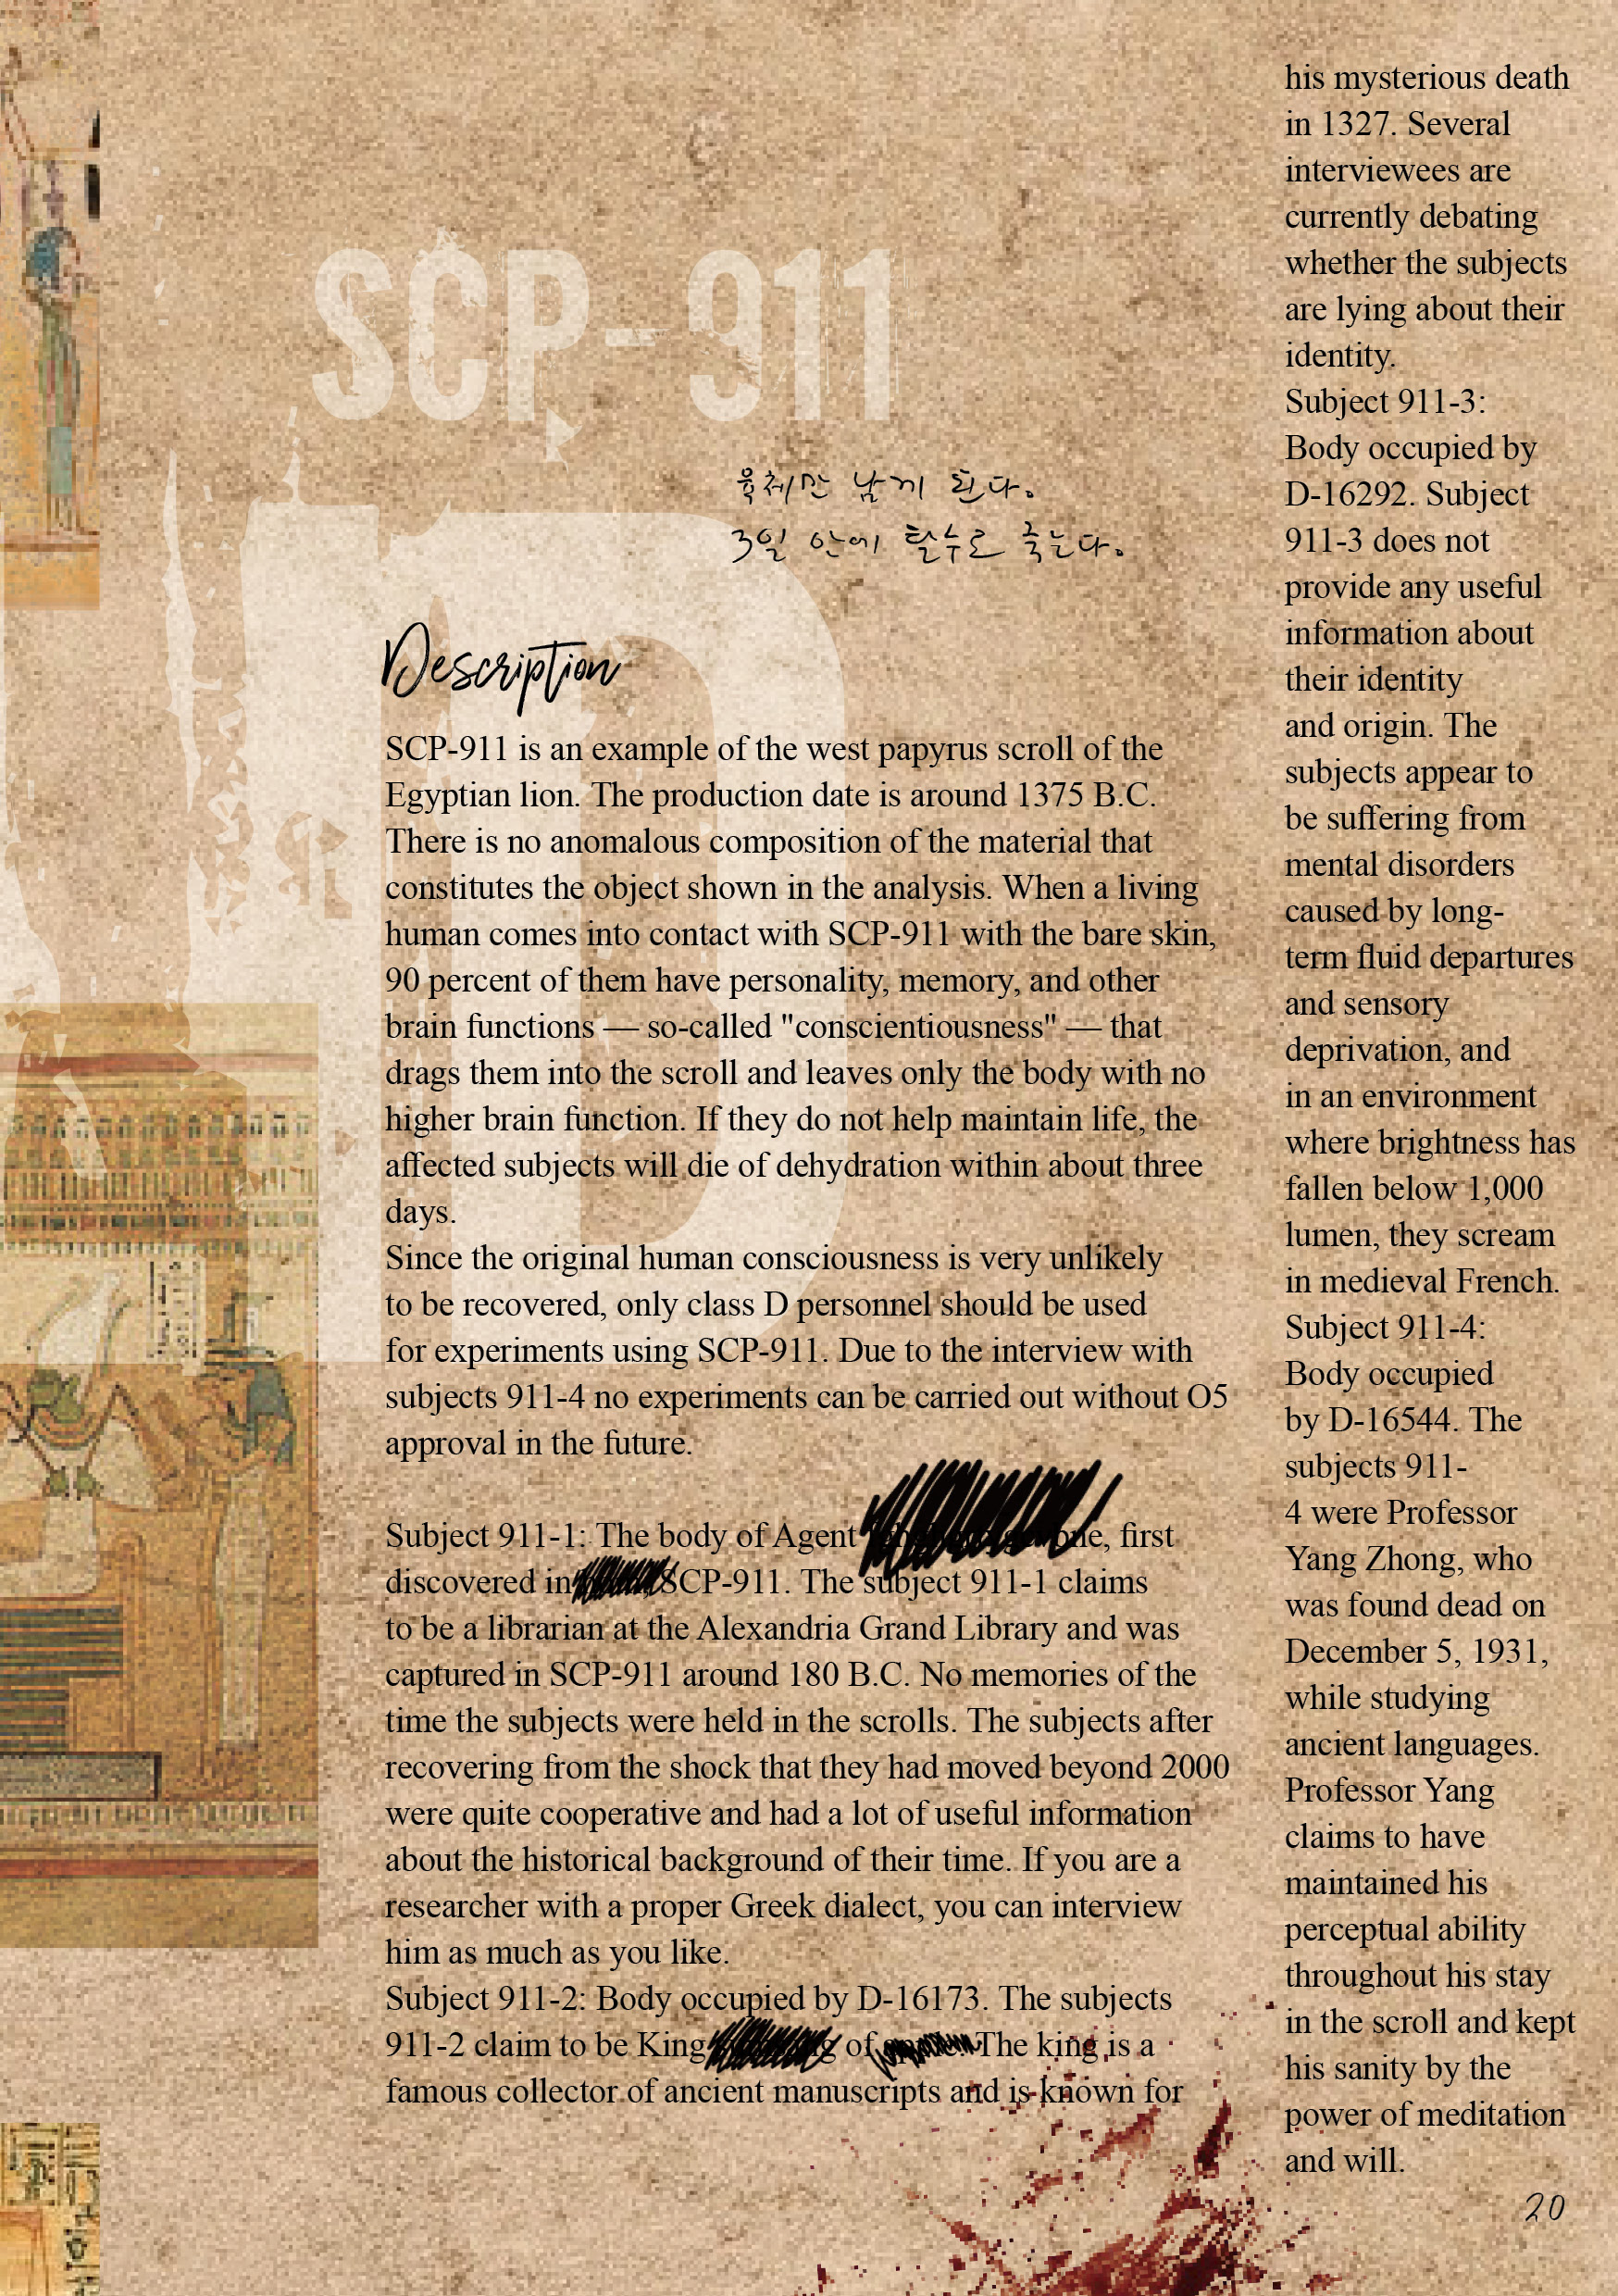 SCP-911
육체만 남게 된다.
3일 안에 탈수로 죽는다.
Description
SCP-911 is an example of the west papyrus scroll of the
Egyptian lion. The production date is around 1375 B.C.
There is no anomalous composition of the material that
constitutes the object shown in the analysis. When a living
human comes into contact with SCP-911 with the bare skin,
90 percent of them have personality, memory, and other
brain functions — so-called "conscientiousness" — that
drags them into the scroll and leaves only the body with no
higher brain function. If they do not help maintain life, the
affected subjects will die of dehydration within about three
days.
Since the original human consciousness is very unlikely
to be recovered, only class D personnel should be used
for experiments using SCP-911. Due to the interview with
subjects 911-4 no experiments can be carried out without O5
approval in the future.
Subject 911-1: The body of Agent first
discovered in SCP-911. The subject 911-1 claims
to be a librarian at the Alexandria Grand Library and was
captured in SCP-911 around 180 B.C. No memories of the
time the subjects were held in the scrolls. The subjects after
recovering from the shock that they had moved beyond 2000
were quite cooperative and had a lot of useful information
about the historical background of their time. If you are a
researcher with a proper Greek dialect, you can interview
him as much as you like.
Subject 911-2: Body occupied by D-16173. The subjects
911-2 claim to be King of The king is a
famous collector of ancient manuscripts and is known for
his mysterious death
in 1327. Several
interviewees are
currently debating
whether the subjects
are lying about their
identity.
Subject 911-3:
Body occupied by
D-16292. Subject
911-3 does not
provide any useful
information about
their identity
and origin. The
subjects appear to
be suffering from
mental disorders
caused by long-
term fluid departures
and sensory
deprivation, and
in an environment
where brightness has
fallen below 1,000
lumen, they scream
in medieval French.
Subject 911-4:
Body occupied
by D-16544. The
subjects 911-
4 were Professor
Yang Zhong, who
was found dead on
December 5, 1931,
while studying
ancient languages.
Professor Yang
claims to have
maintained his
perceptual ability
throughout his stay
in the scroll and kept
his sanity by the
power of meditation
and will.
20